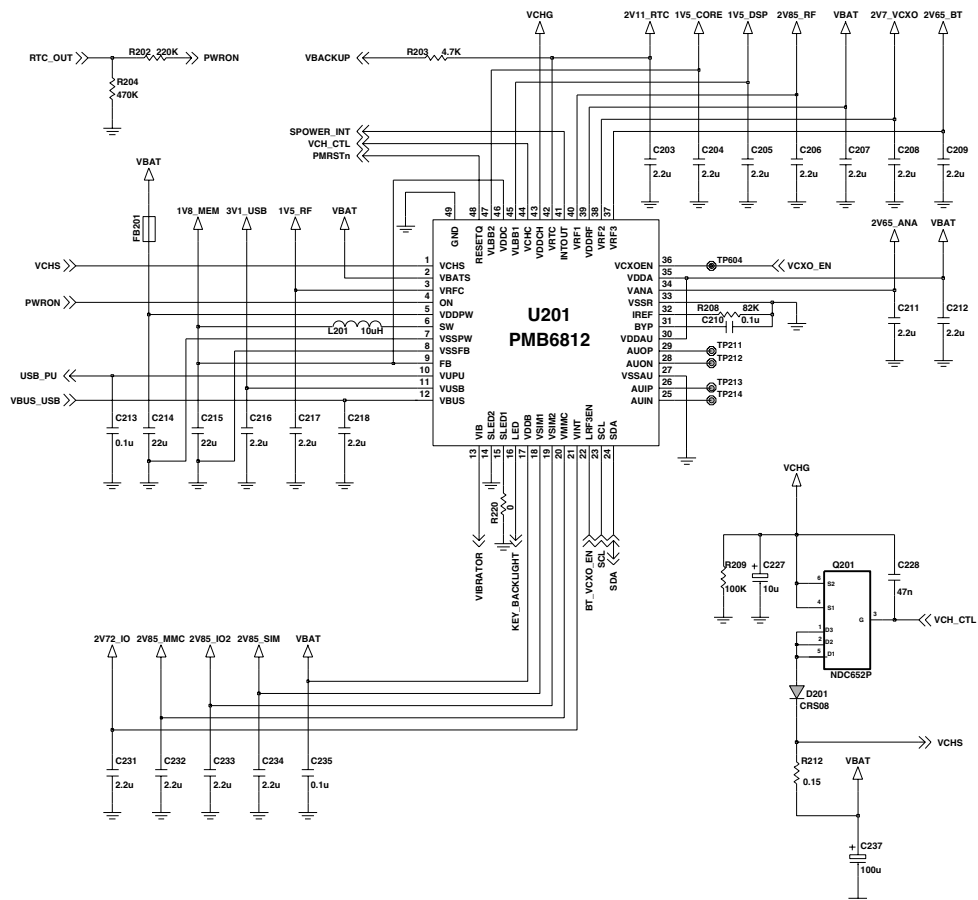 VCHG
2V11_RTC
1V5_CORE
1V5_DSP
2V85_RF
VBAT
2V7_VCXO
2V65_BT
RTC_OUT
R202 220K
PWRON
R204
470K
VBACKUP
R203 4.7K
SPOWER_INT
VCH_CTL
PMRSTn
C203
2.2u
C204
2.2u
C205
2.2u
C206
2.2u
C207
2.2u
C208
2.2u
C209
2.2u
VBAT
FB201
1V8_MEM
3V1_USB
1V5_RF
VBAT
2V65_ANA
VBAT
49 48 47 46 45 44 43 42 41 40 39 38 37
GND
RESETQ
VLBB2
VDDC
VLBB1
VCHC
VDDCH
VRTC
INTOUT
VRF1
VDDRF
VRF2
VRF3
VCHS
PWRON
USB_PU
VBUS_USB
L201 10uH
1 VCHS
2 VBATS
3 VRFC
4 ON
5 VDDPW
6 SW
7 VSSPW
8 VSSFB
9 FB
10 VUPU
11 VUSB
12 VBUS
U201
PMB6812
VCXOEN 36
VDDA 35
VANA 34
VSSR 33
IREF 32
BYP 31
VDDAU 30
AUOP 29
AUON 28
VSSAU 27
AUIP 26
AUIN 25
TP604
VCXO_EN
R208 82K
C210 0.1u
TP211
TP212
TP213
TP214
C211
2.2u
C212
2.2u
C213
0.1u
C214
22u
C215
22u
C216
2.2u
C217
2.2u
C218
2.2u
VIB
SLED2
SLED1
LED
VDDB
VSIM1
VSIM2
VMMC
VINT
LRF3EN
SCL
SDA
13 14 15 16 17 18 19 20 21 22 23 24
R220
0
VIBRATOR
KEY_BACKLIGHT
BT_VCXO_EN
SCL
SDA
VCHG
R209
100K
C227
10u
Q201
6 S2
4 S1
1 D3
2 D2
5 D1
G 3
NDC652P
C228
47n
VCH_CTL
D201
CRS08
VCHS
R212
0.15
VBAT
C237
100u
2V72_IO
2V85_MMC
2V85_IO2
2V85_SIM
VBAT
C231
2.2u
C232
2.2u
C233
2.2u
C234
2.2u
C235
0.1u